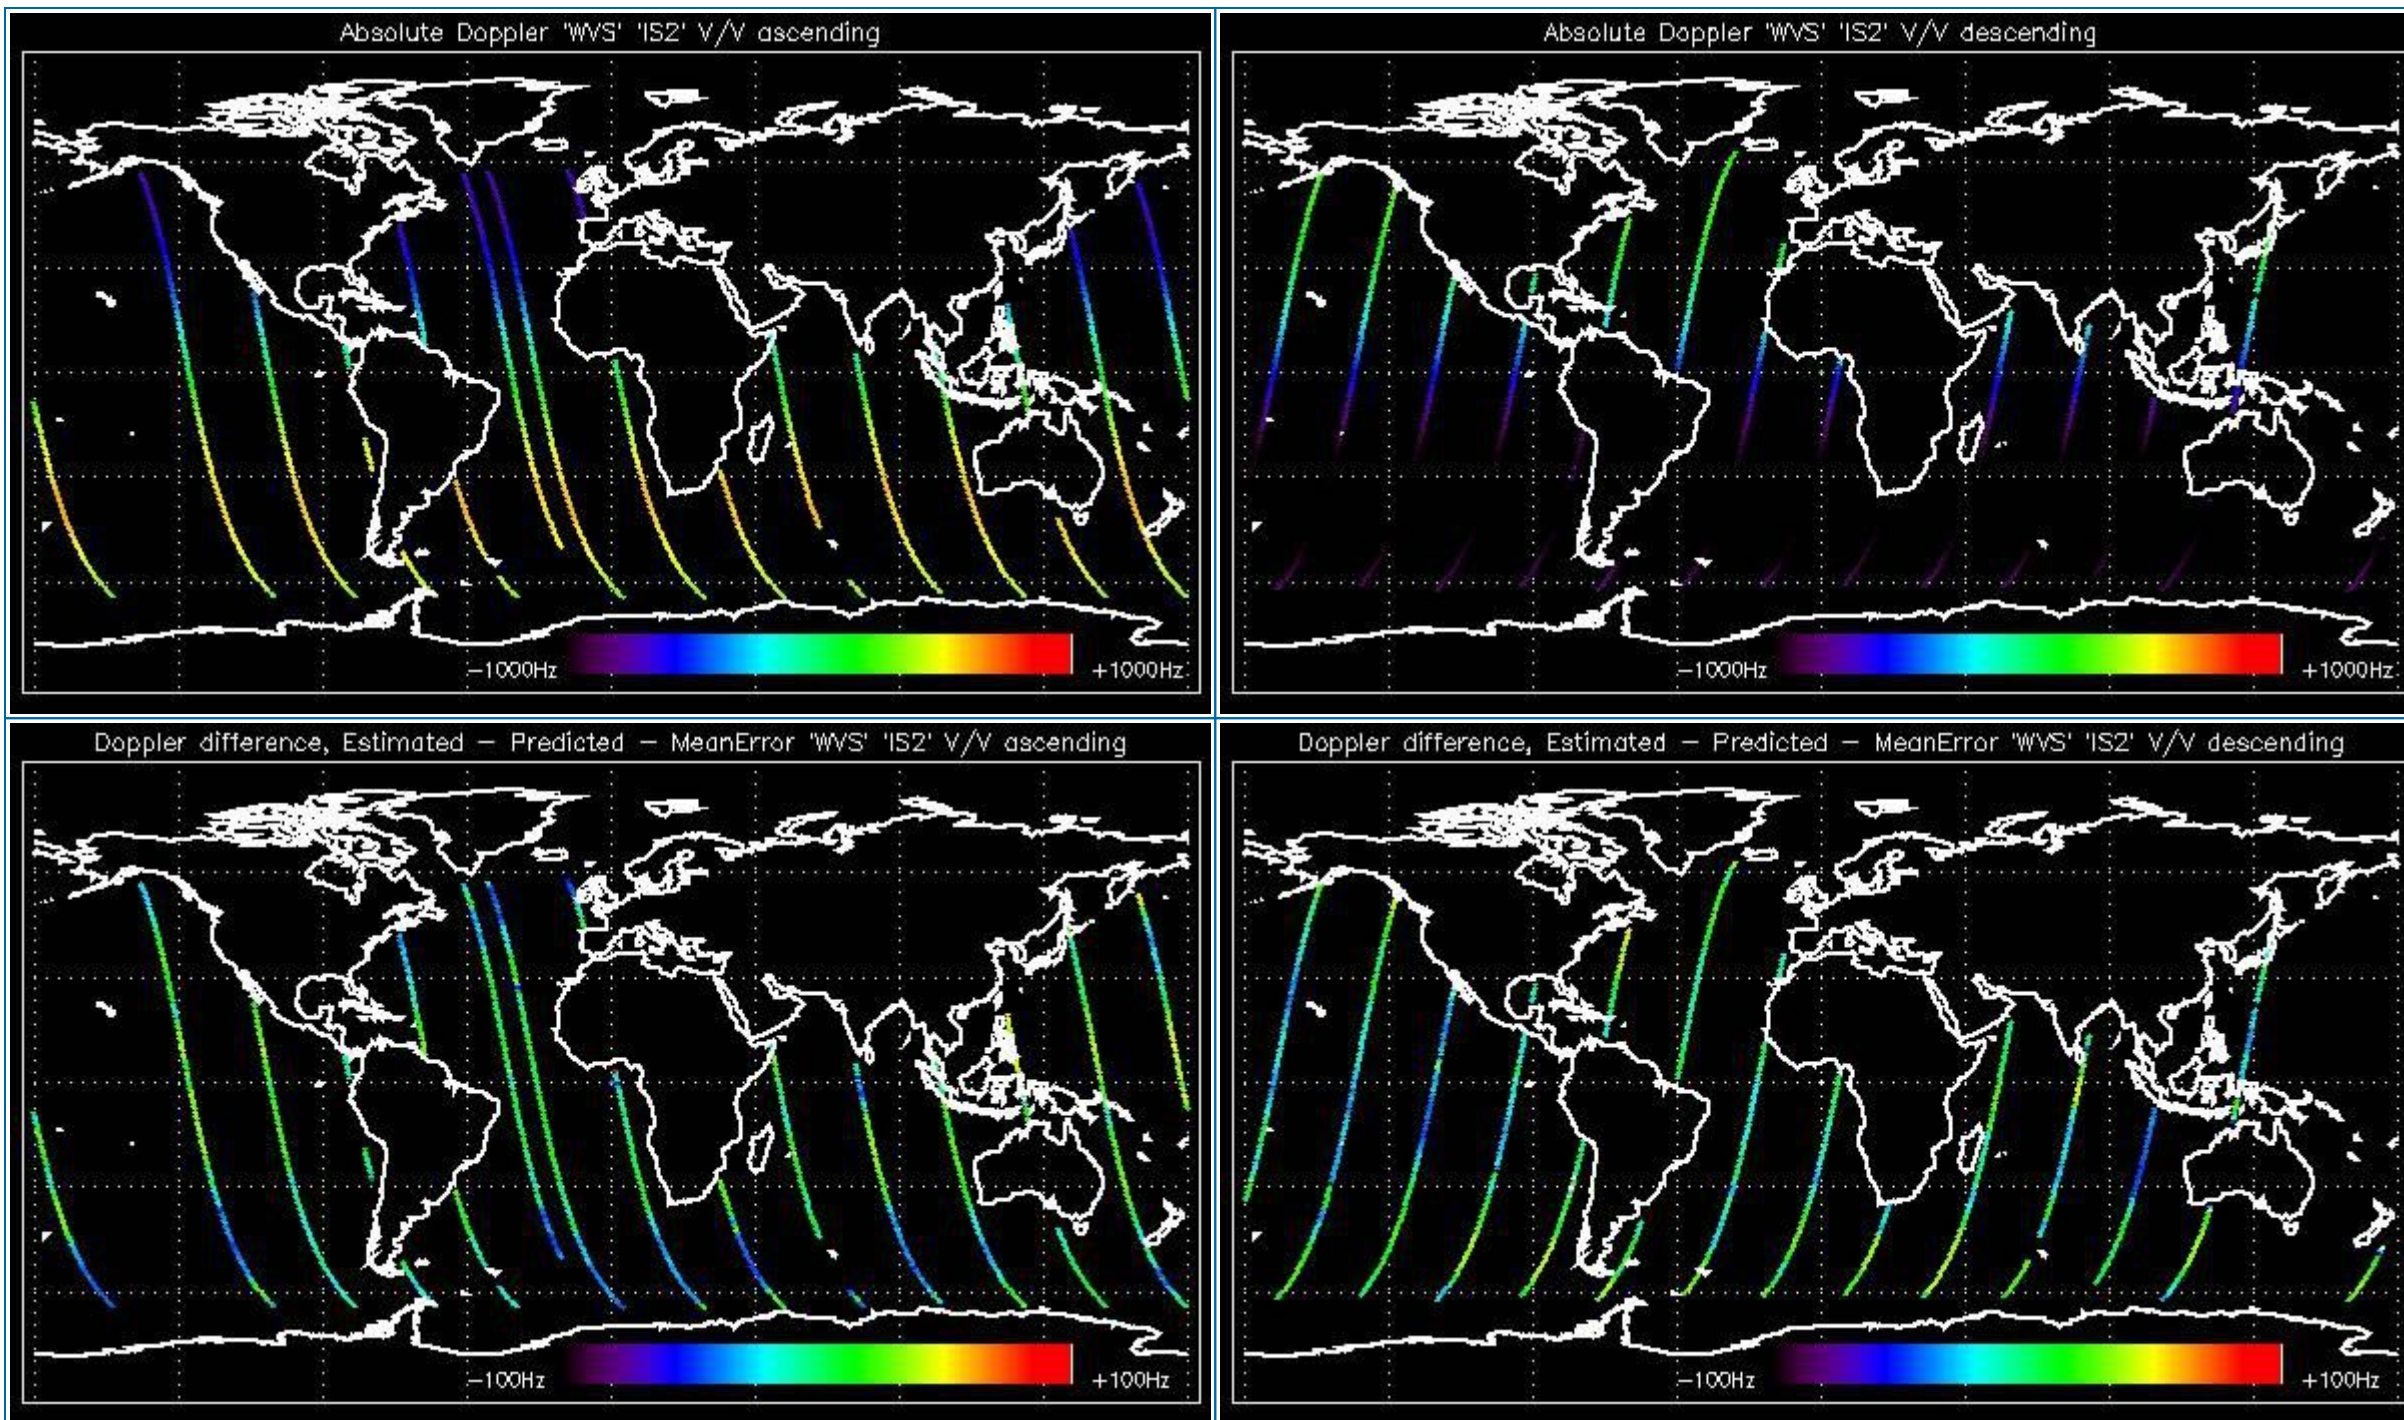 Absolute Doppler 'WVS' 'IS2' V/V ascending
-1000Hz
+1000Hz
Absolute Doppler 'WVS' 'IS2' V/V descending
-1000Hz
+1000Hz
Doppler difference, Estimated - Predicted - MeanError 'WVS' 'IS2' V/V ascending
-100Hz
+100Hz
Doppler difference, Estimated - Predicted - MeanError 'WVS' 'IS2' V/V descending
-100Hz
+100Hz